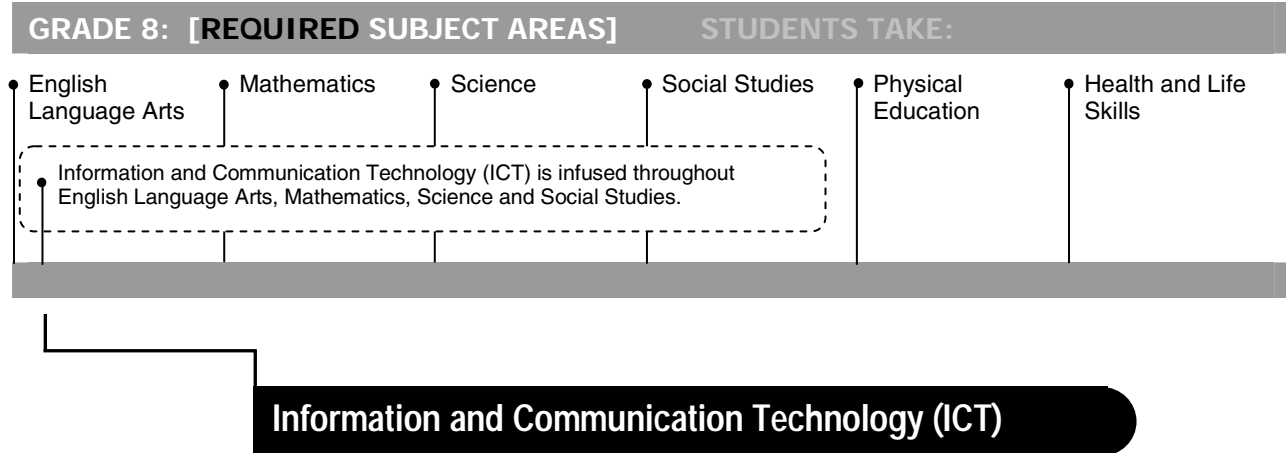 GRADE 8: [REQUIRED SUBJECT AREAS] STUDENTS TAKE:
English
Language Arts
Mathematics
Science
Social Studies
Physical
Education
Health and Life
Skills
Information and Communication Technology (ICT) is infused throughout
English Language Arts, Mathematics, Science and Social Studies.
Information and Communication Technology (ICT)